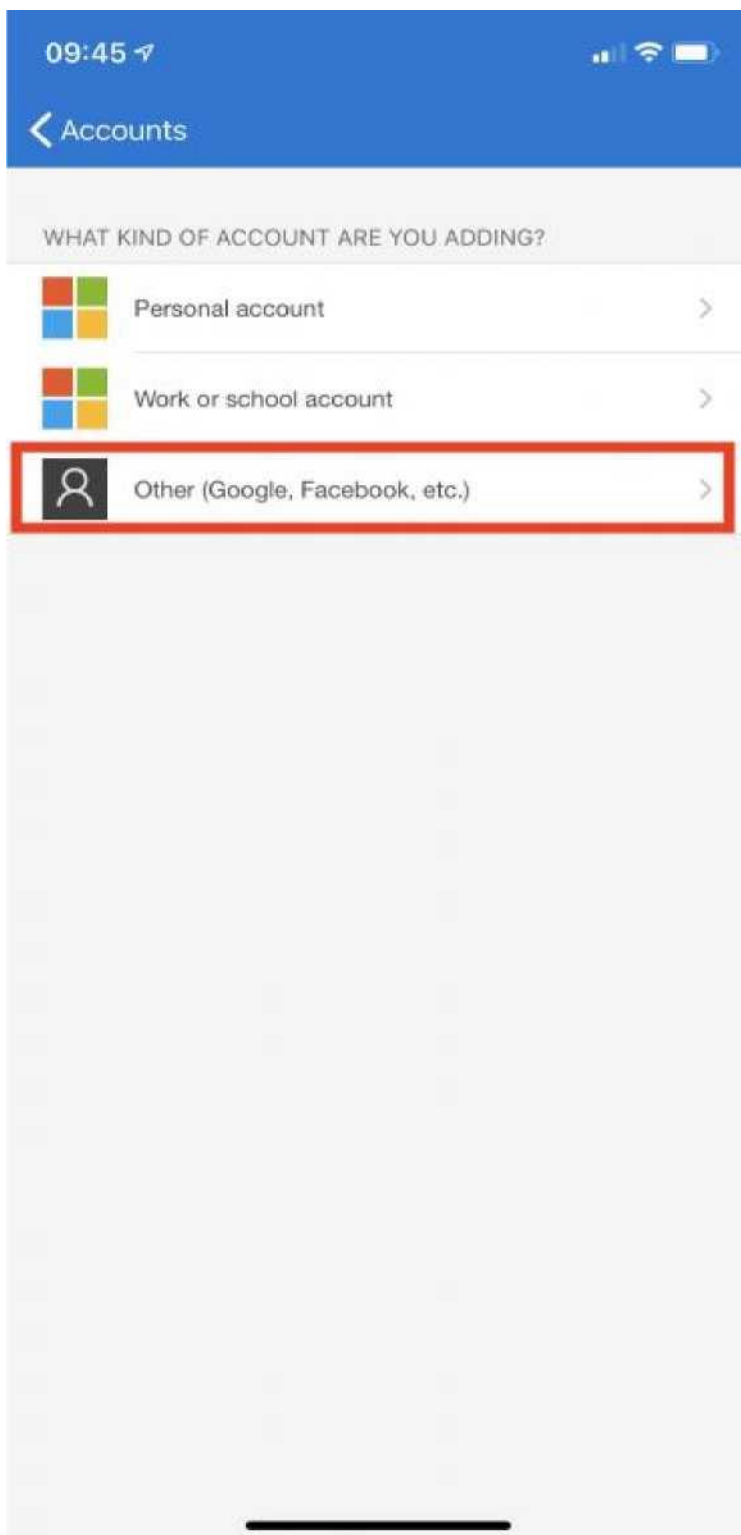 09:45
Accounts
WHAT KIND OF ACCOUNT ARE YOU ADDING?
Personal account
Work or school account
Other (Google, Facebook, etc.)